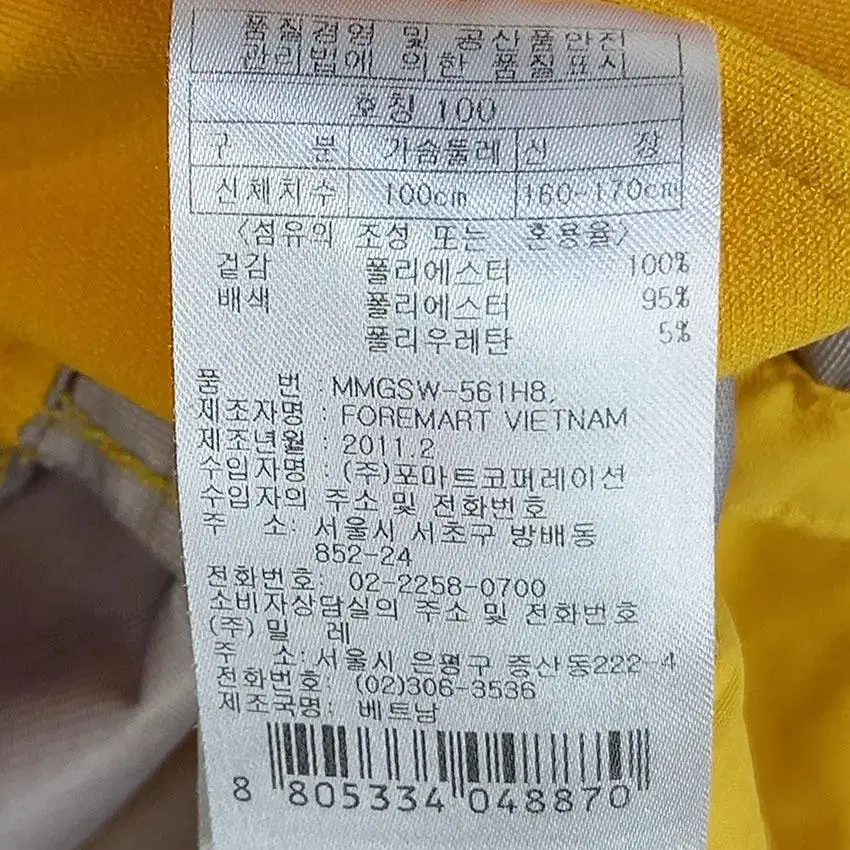 품질경영 및 공산품안전
관리법에 의한 품질표시
호칭 100
구 분 가슴둘레 신 장
신체치수 100cm 160~170cm
<섬유의 조성 또는 혼용율>
겉감 폴리에스터 100%
배색 폴리에스터 95%
폴리우레탄 5%
품 번 : MMGSW-561H8,
제조자명 : FOREMART VIETNAM
제조년월 : 2011.2
수입자명 : (주)포마트코퍼레이션
수입자의 주소 및 전화번호
주 소: 서울시 서초구 방배동
852-24
전화번호: 02-2258-0700
소비자상담실의 주소 및 전화번호
(주) 밀 레
주 소: 서울시 은평구 증산동222-4
전화번호: (02)306-3536
제조국명: 베트남
8 805334 048870